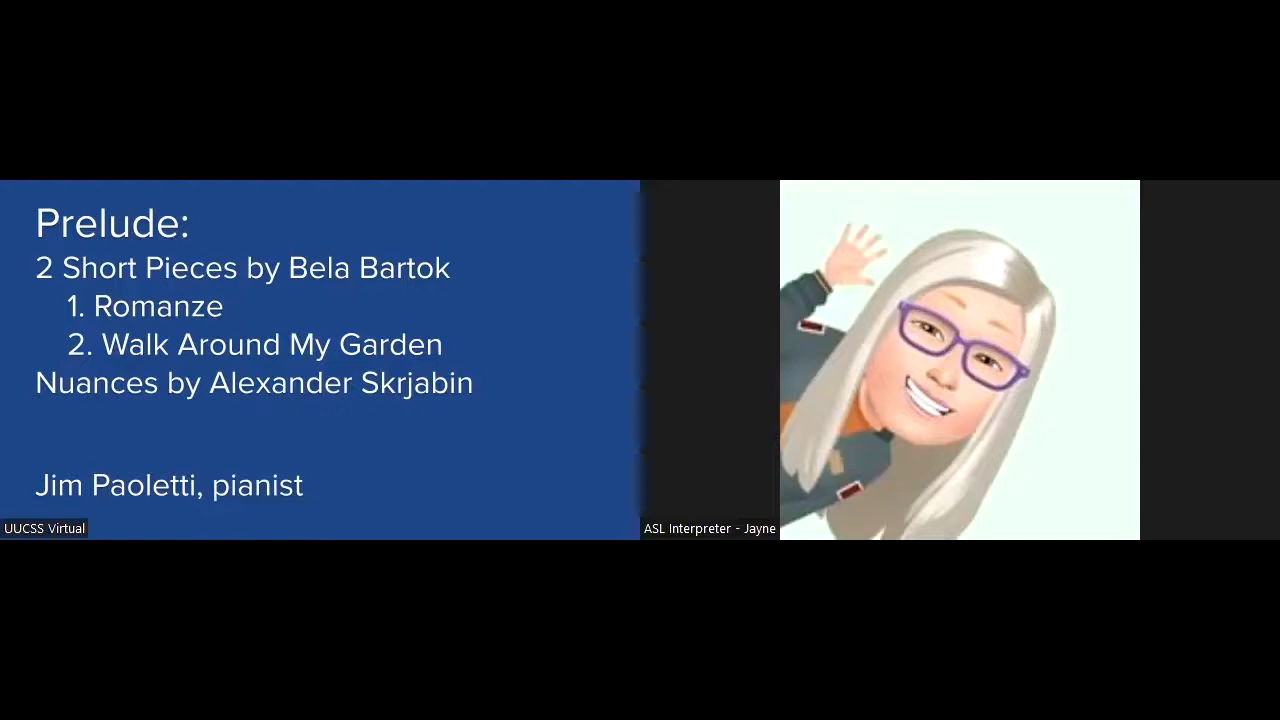 Prelude:
2 Short Pieces by Bela Bartok
1. Romanze
2. Walk Around My Garden
Nuances by Alexander Skrjabin
Jim Paoletti, pianist
UUCSS Virtual
ASL Interpreter - Jayne